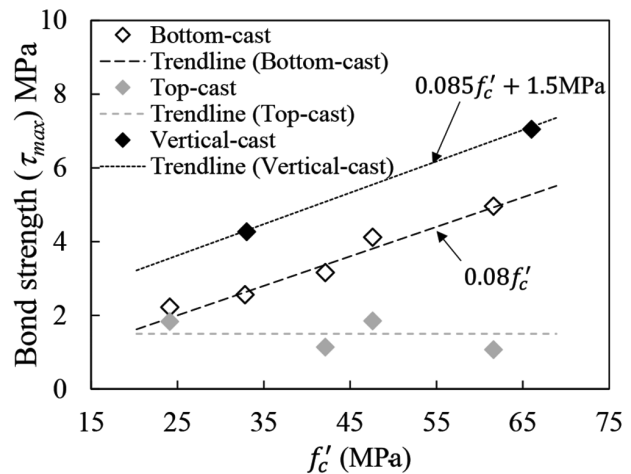 10
8
6
4
2
0
Bond strength (τmax) MPa
Bottom-cast
Trendline (Bottom-cast)
Top-cast
Trendline (Top-cast)
Vertical-cast
Trendline (Vertical-cast)
0.085f′c + 1.5MPa
0.08f′c
15 25 35 45 55 65 75
f′c (MPa)